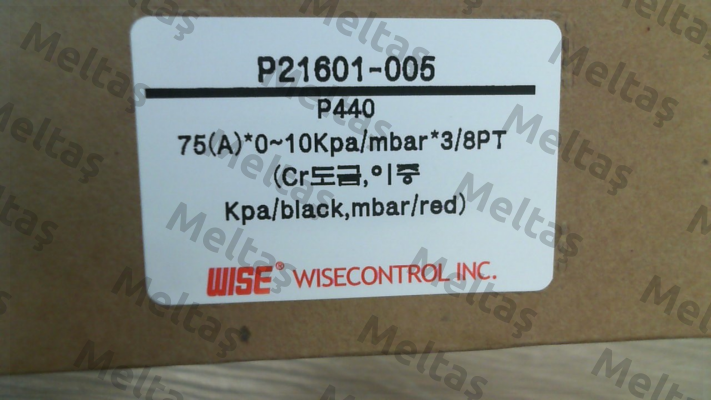 P21601-005
P440
75(A)*0~10Kpa/mbar*3/8PT
(Cr도금,이중
Kpa/black,mbar/red)
WISE® WISECONTROL INC.
Meltaş